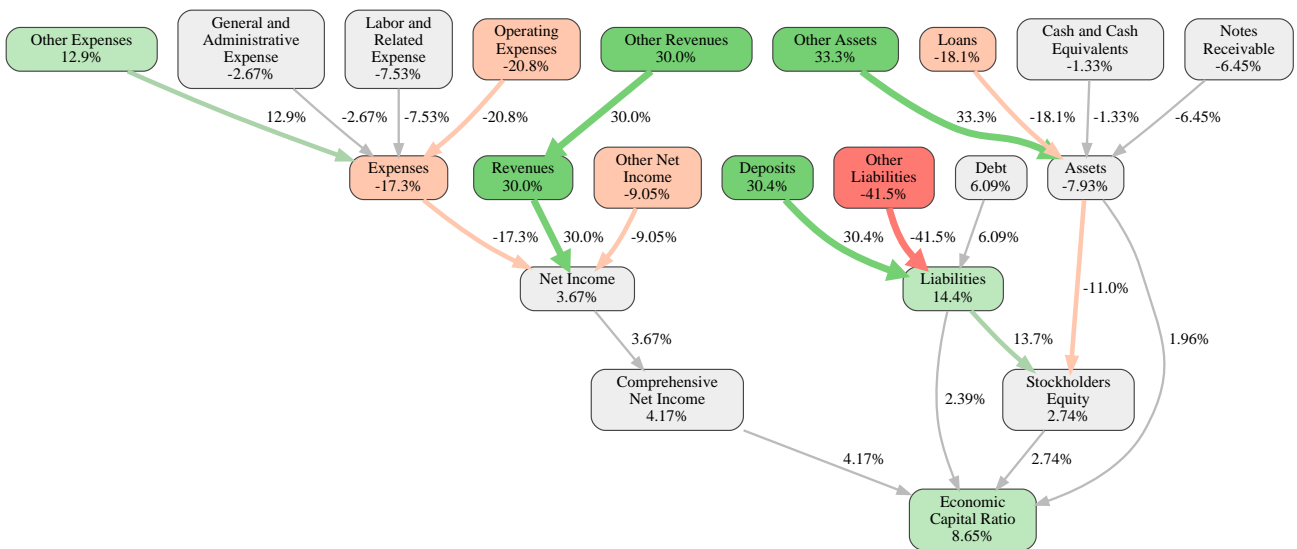 Other Expenses
12.9%
General and
Administrative
Expense
-2.67%
Labor and
Related
Expense
-7.53%
Operating
Expenses
-20.8%
Other Revenues
30.0%
Other Assets
33.3%
Loans
-18.1%
Cash and Cash
Equivalents
-1.33%
Notes
Receivable
-6.45%
12.9%
-2.67%
-7.53%
-20.8%
30.0%
33.3%
-18.1%
-1.33%
-6.45%
Expenses
-17.3%
Revenues
30.0%
Other Net
Income
-9.05%
Deposits
30.4%
Other
Liabilities
-41.5%
Debt
6.09%
Assets
-7.93%
-17.3%
30.0%
-9.05%
30.4%
-41.5%
6.09%
Net Income
3.67%
Liabilities
14.4%
-11.0%
3.67%
13.7%
1.96%
Comprehensive
Net Income
4.17%
2.39%
Stockholders
Equity
2.74%
4.17%
2.74%
Economic
Capital Ratio
8.65%